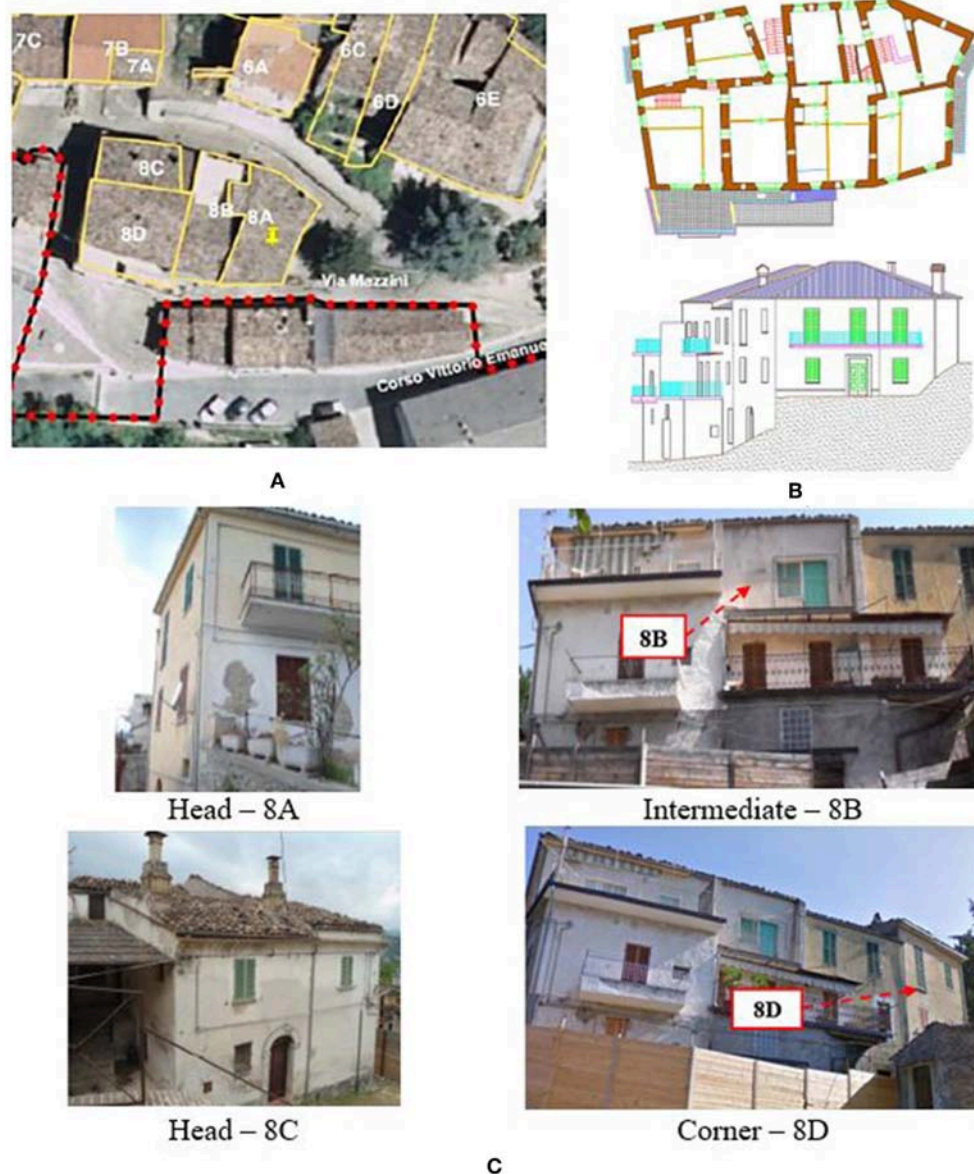 7C
7B
7A
6A
6C
6D
6E
8C
8B
8A
8D
Via Mazzini
Corso Vittorio Emanue
A
B
8B
Head – 8A
Intermediate – 8B
8D
Head – 8C
Corner – 8D
C